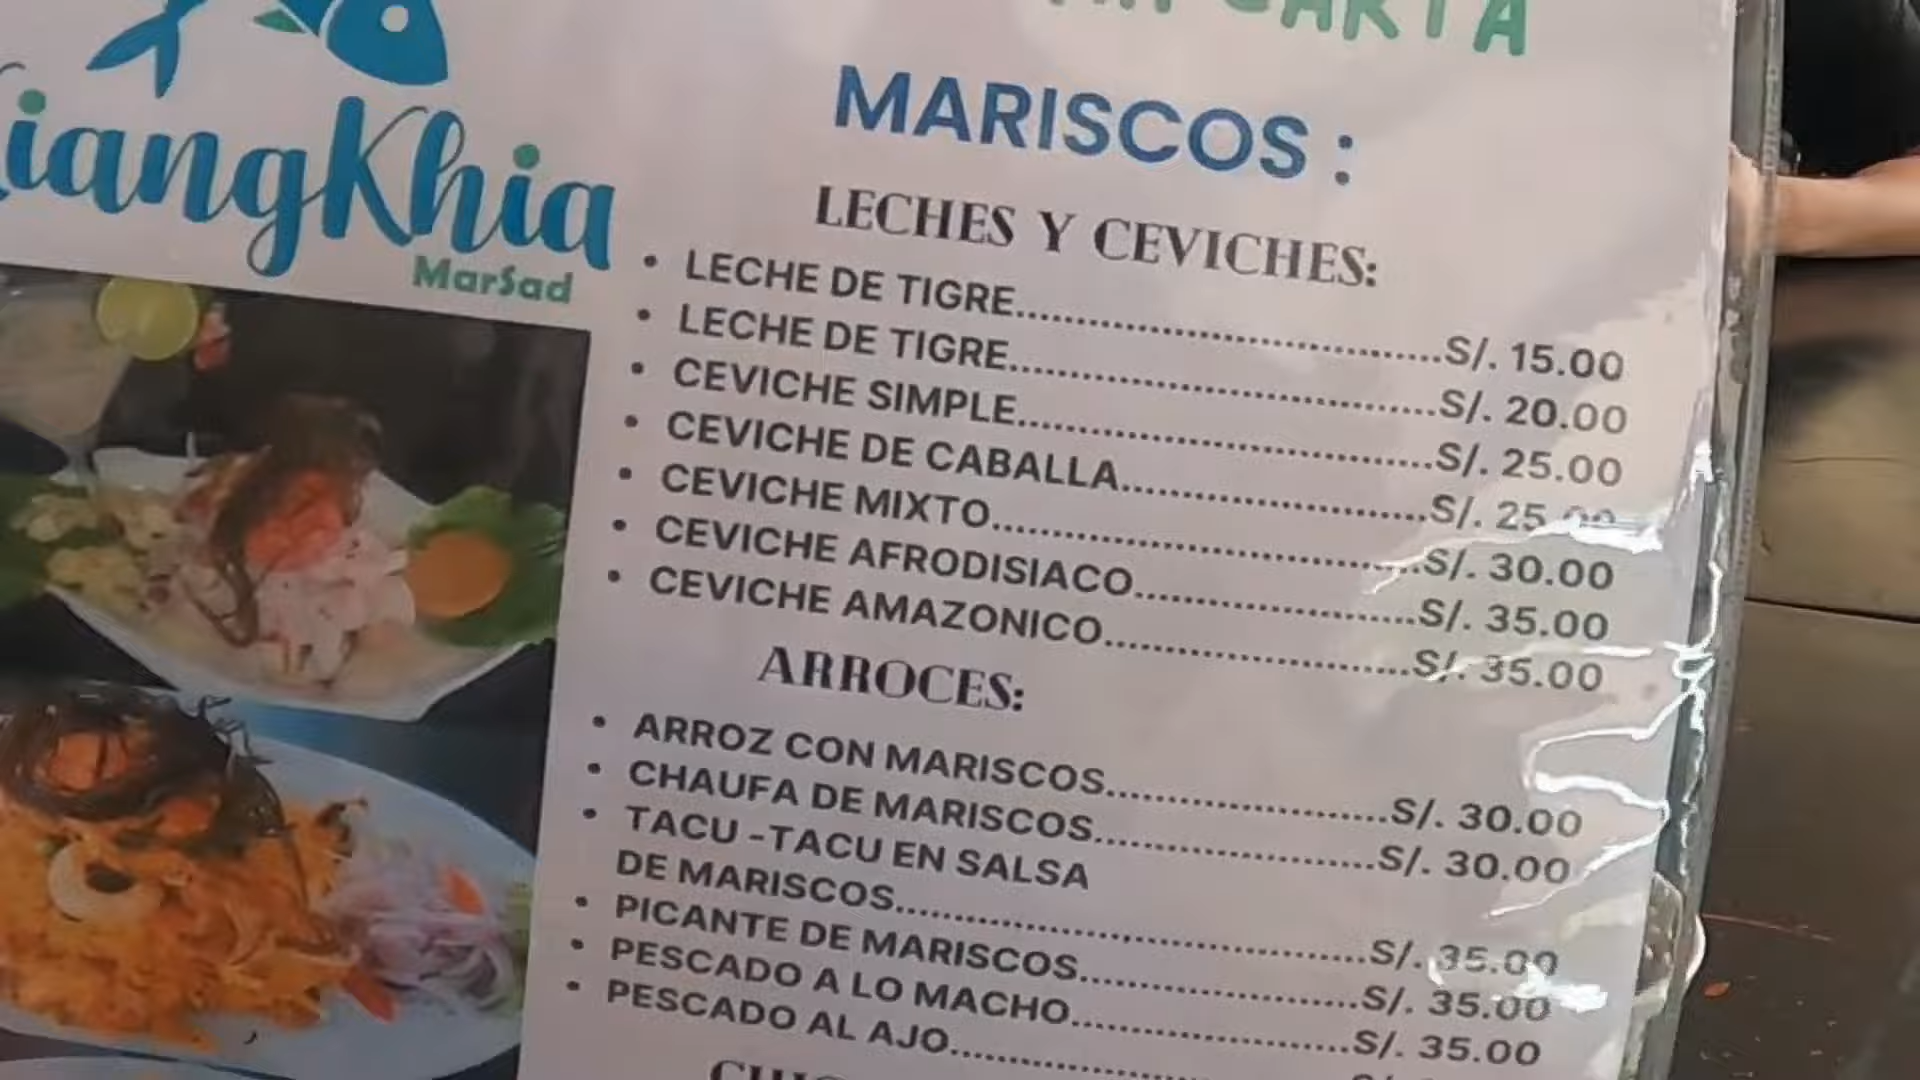 CARTA
iangKhia
MarSad
MARISCOS :
LECHES Y CEVICHES:
• LECHE DE TIGRE....................................S/. 15.00
• LECHE DE TIGRE....................................S/. 20.00
• CEVICHE SIMPLE...................................S/. 25.00
• CEVICHE DE CABALLA..........................S/. 25.00
• CEVICHE MIXTO....................................S/. 30.00
• CEVICHE AFRODISIACO........................S/. 35.00
• CEVICHE AMAZONICO..........................S/. 35.00
ARROCES:
• ARROZ CON MARISCOS........................S/. 30.00
• CHAUFA DE MARISCOS........................S/. 30.00
• TACU -TACU EN SALSA
DE MARISCOS........................................S/. 35.00
• PICANTE DE MARISCOS........................S/. 35.00
• PESCADO A LO MACHO........................S/. 35.00
• PESCADO AL AJO